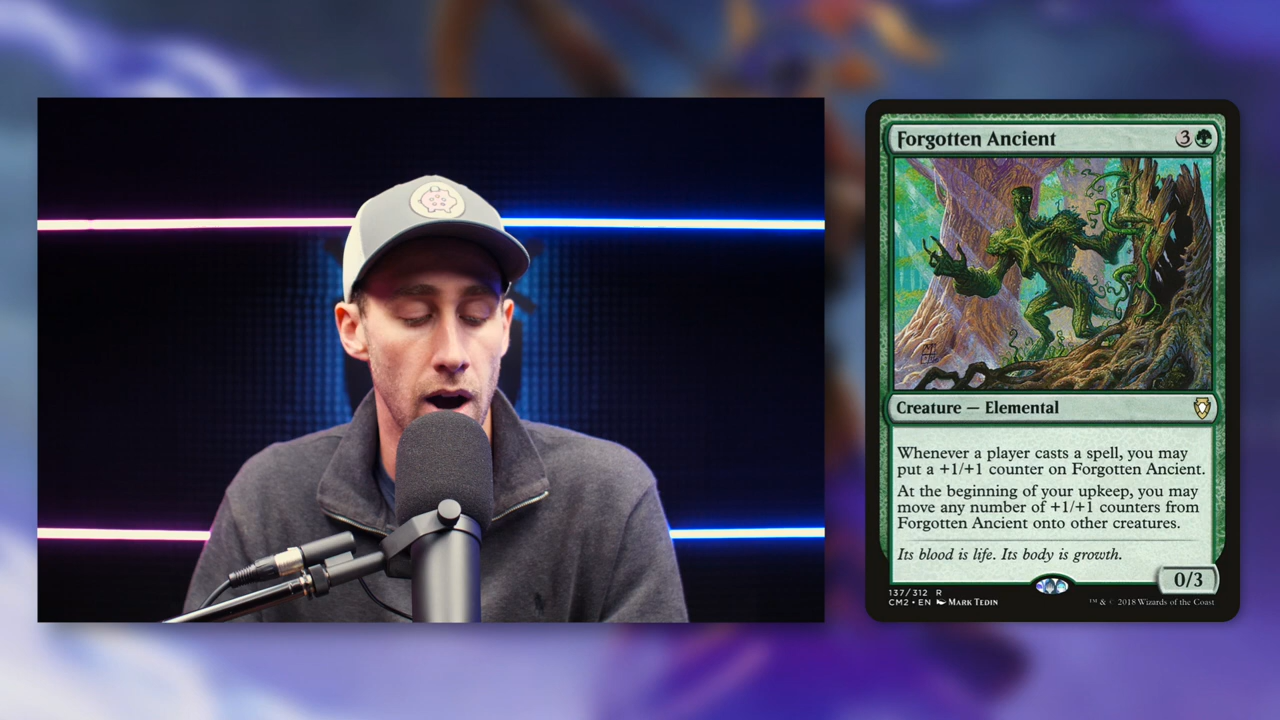 Forgotten Ancient 3
Creature — Elemental
Whenever a player casts a spell, you may
put a +1/+1 counter on Forgotten Ancient.
At the beginning of your upkeep, you may
move any number of +1/+1 counters from
Forgotten Ancient onto other creatures.
Its blood is life. Its body is growth.
0/3
137/312 R
CM2 • EN Mark Tedin ™ & © 2018 Wizards of the Coast